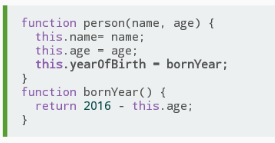 function person(name, age) {
  this.name= name;
  this.age = age;
  this.yearOfBirth = bornYear;
}
function bornYear() {
  return 2016 - this.age;
}